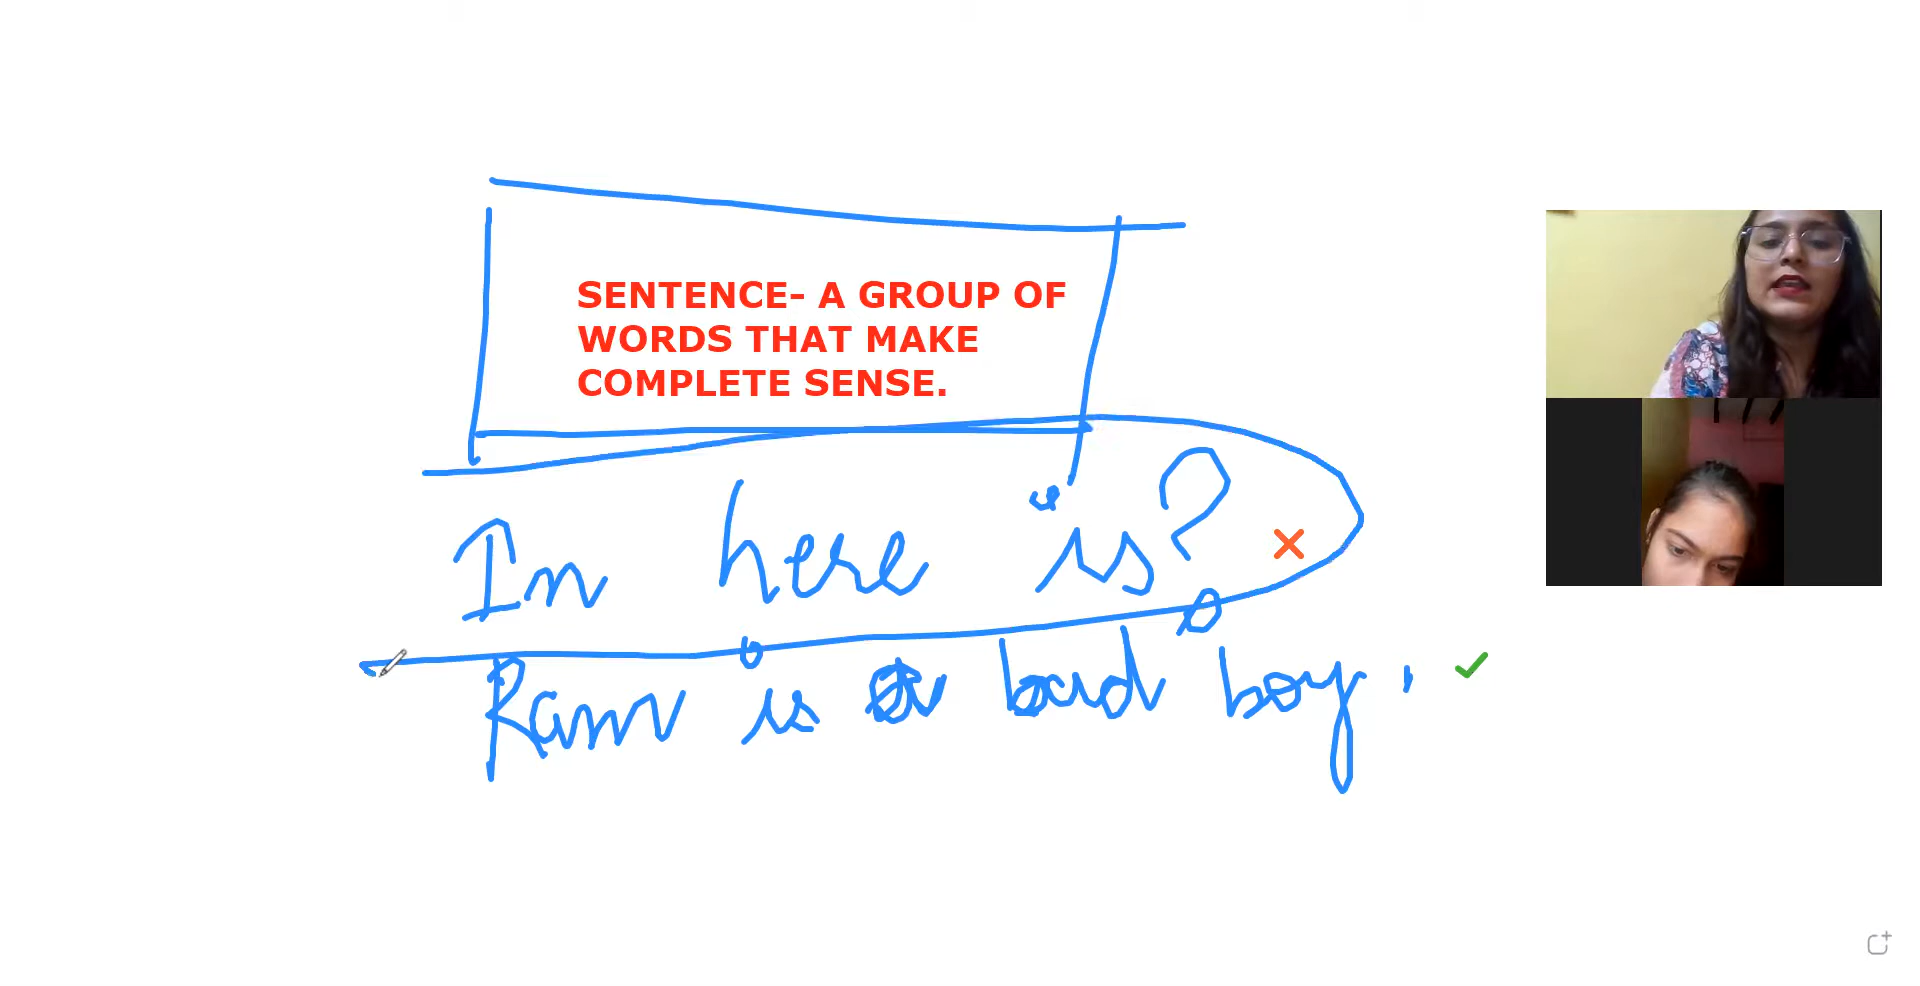 SENTENCE- A GROUP OF
WORDS THAT MAKE
COMPLETE SENSE.
In here is?
Ram is a bad boy.